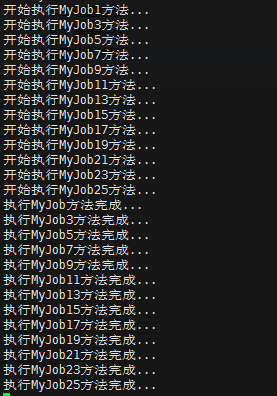 开始执行MyJob1方法...
开始执行MyJob3方法...
开始执行MyJob5方法...
开始执行MyJob7方法...
开始执行MyJob9方法...
开始执行MyJob11方法...
开始执行MyJob13方法...
开始执行MyJob15方法...
开始执行MyJob17方法...
开始执行MyJob19方法...
开始执行MyJob21方法...
开始执行MyJob23方法...
开始执行MyJob25方法...
执行MyJob方法完成...
执行MyJob3方法完成...
执行MyJob5方法完成...
执行MyJob7方法完成...
执行MyJob9方法完成...
执行MyJob11方法完成...
执行MyJob13方法完成...
执行MyJob15方法完成...
执行MyJob17方法完成...
执行MyJob19方法完成...
执行MyJob21方法完成...
执行MyJob23方法完成...
执行MyJob25方法完成...